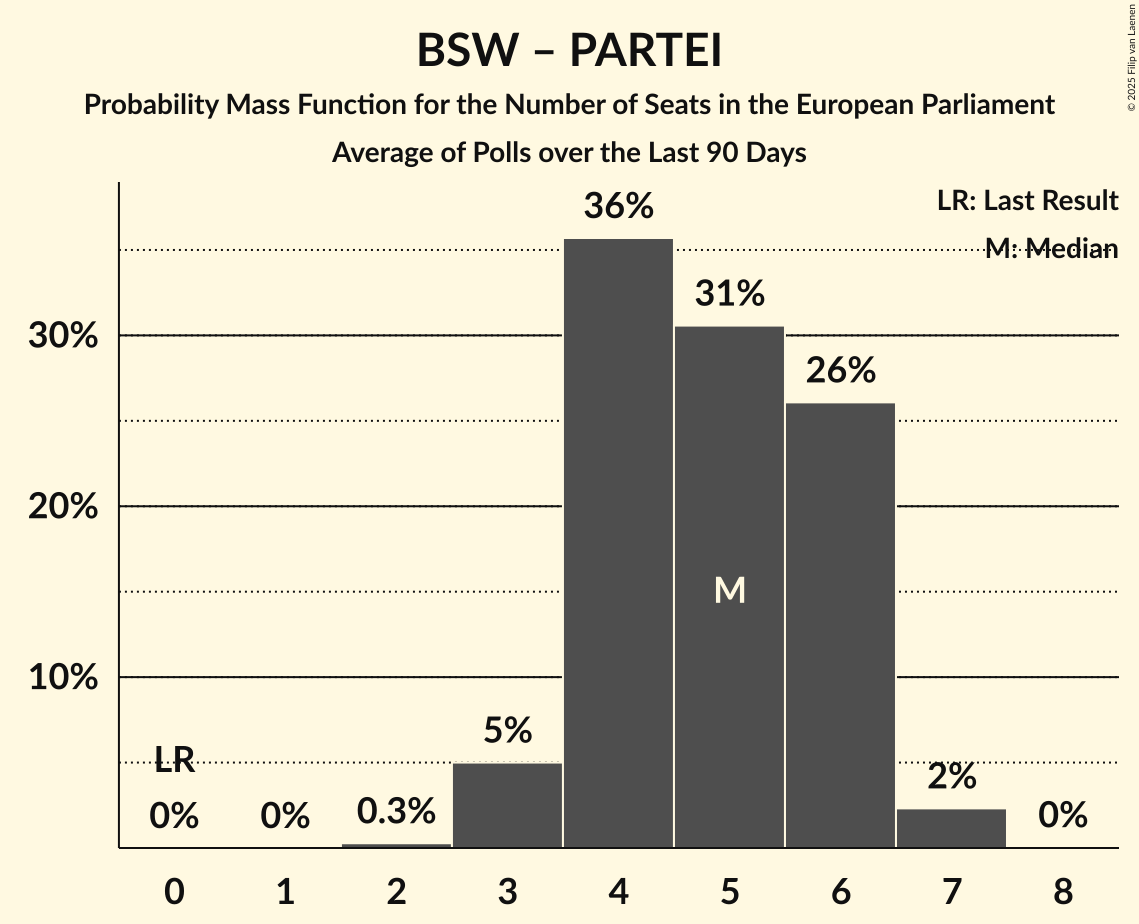 BSW – PARTEI
Probability Mass Function for the Number of Seats in the European Parliament
Average of Polls over the Last 90 Days
© 2025 Filip van Laenen
LR: Last Result
M: Median
36%
31%
30%
26%
20%
M
10%
5%
LR
2%
0%
0%
0.3%
0%
0
1
2
3
4
5
6
7
8